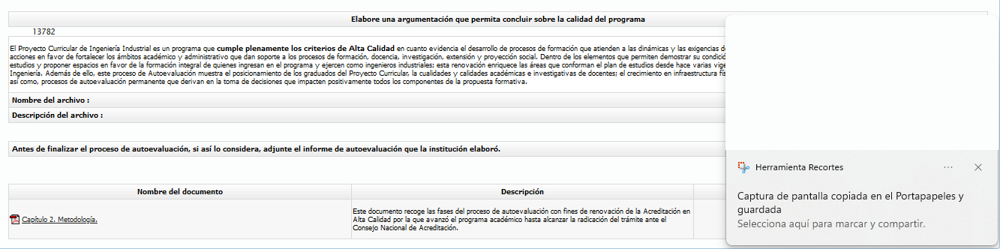 Elabore una argumentación que permita concluir sobre la calidad del programa
13782
El Proyecto Curricular de Ingeniería Industrial es un programa que cumple plenamente los criterios de Alta Calidad en cuanto evidencia el desarrollo de procesos de formación que atienden a las dinámicas y las exigencias d
acciones en favor de fortalecer los ámbitos académico y administrativo que dan soporte a los procesos de formación, docencia, investigación, extensión y proyección social. Dentro de los elementos que permiten demostrar su condició
estudios y proponer espacios en favor de la formación integral de quienes ingresan en el programa y ejercen como ingenieros industriales; esta renovación enriquece las áreas que conforman el plan de estudios desde hace varias vige
Ingeniería. Además de ello, este proceso de Autoevaluación muestra el posicionamiento de los graduados del Proyecto Curricular, la cualidades y calidades académicas e investigativas de docentes; el crecimiento en infraestructura fís
así como, procesos de autoevaluación permanente que derivan en la toma de decisiones que impacten positivamente todos los componentes de la propuesta formativa.
Nombre del archivo :
Descripción del archivo :
Antes de finalizar el proceso de autoevaluación, si así lo considera, adjunte el informe de autoevaluación que la institución elaboró.
Nombre del documento
Descripción
Capítulo 2. Metodología.
Este documento recoge las fases del proceso de autoevaluación con fines de renovación de la Acreditación en
Alta Calidad por la que avanzó el programa académico hasta alcanzar la radicación del trámite ante el
Consejo Nacional de Acreditación.
Herramienta Recortes
Captura de pantalla copiada en el Portapapeles y
guardada
Selecciona aquí para marcar y compartir.